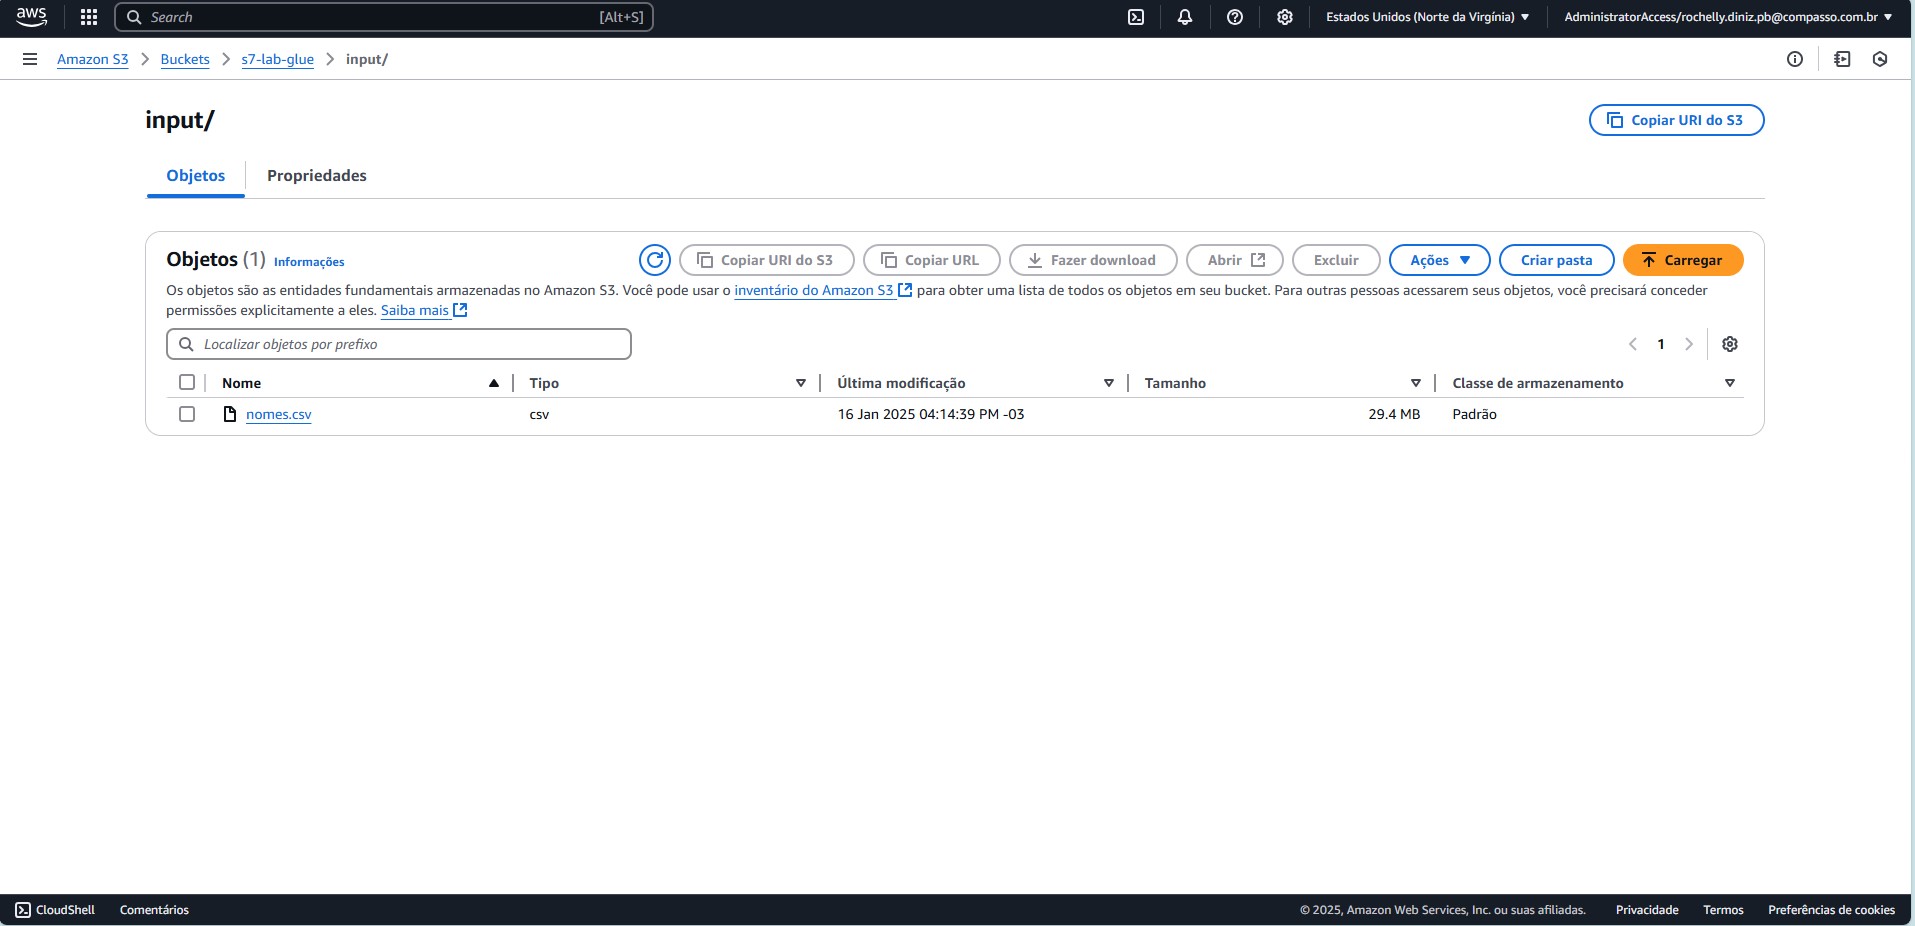 aws Search [Alt+S] Estados Unidos (Norte da Virgínia) AdministratorAccess/rochelly.diniz.pb@compasso.com.br
Amazon S3 Buckets s7-lab-glue input/
input/ Copiar URI do S3
Objetos Propriedades
Objetos (1) Informações Copiar URI do S3 Copiar URL Fazer download Abrir Excluir Ações Criar pasta Carregar
Os objetos são as entidades fundamentais armazenadas no Amazon S3. Você pode usar o inventário do Amazon S3 para obter uma lista de todos os objetos em seu bucket. Para outras pessoas acessarem seus objetos, você precisará conceder
permissões explicitamente a eles. Saiba mais
Localizar objetos por prefixo 1
Nome Tipo Última modificação Tamanho Classe de armazenamento
nomes.csv csv 16 Jan 2025 04:14:39 PM -03 29.4 MB Padrão
CloudShell Comentários © 2025, Amazon Web Services, Inc. ou suas afiliadas. Privacidade Termos Preferências de cookies